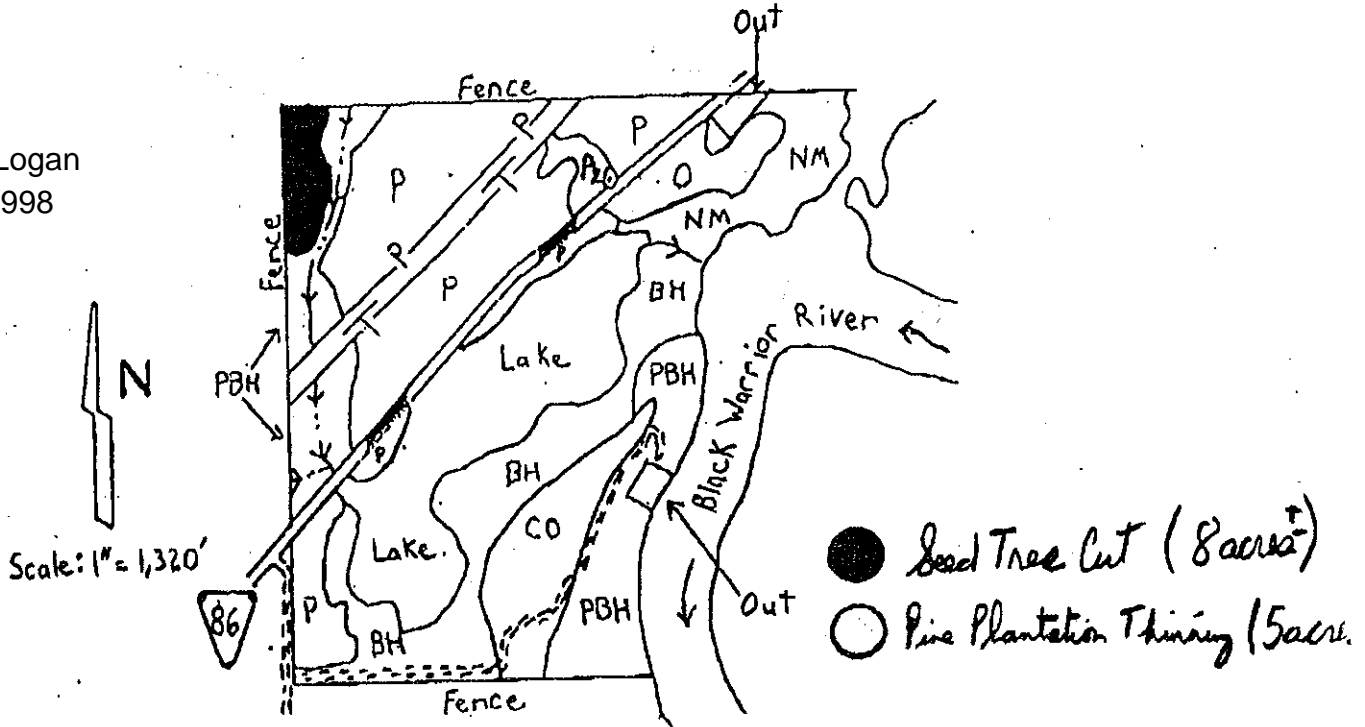 Out
Fence
Logan
998
P
P
P
P20
O
NM
NM
Fence
P
P
P
BH
River
Lake
PBH
PBH
N
Black Warrior
P
BH
CO
Scale: 1" = 1,320'
Lake.
Seed Tree Cut (8 acres±)
86
P
PBH
Out
Pine Plantation Thinning (5 acre
BH
Fence